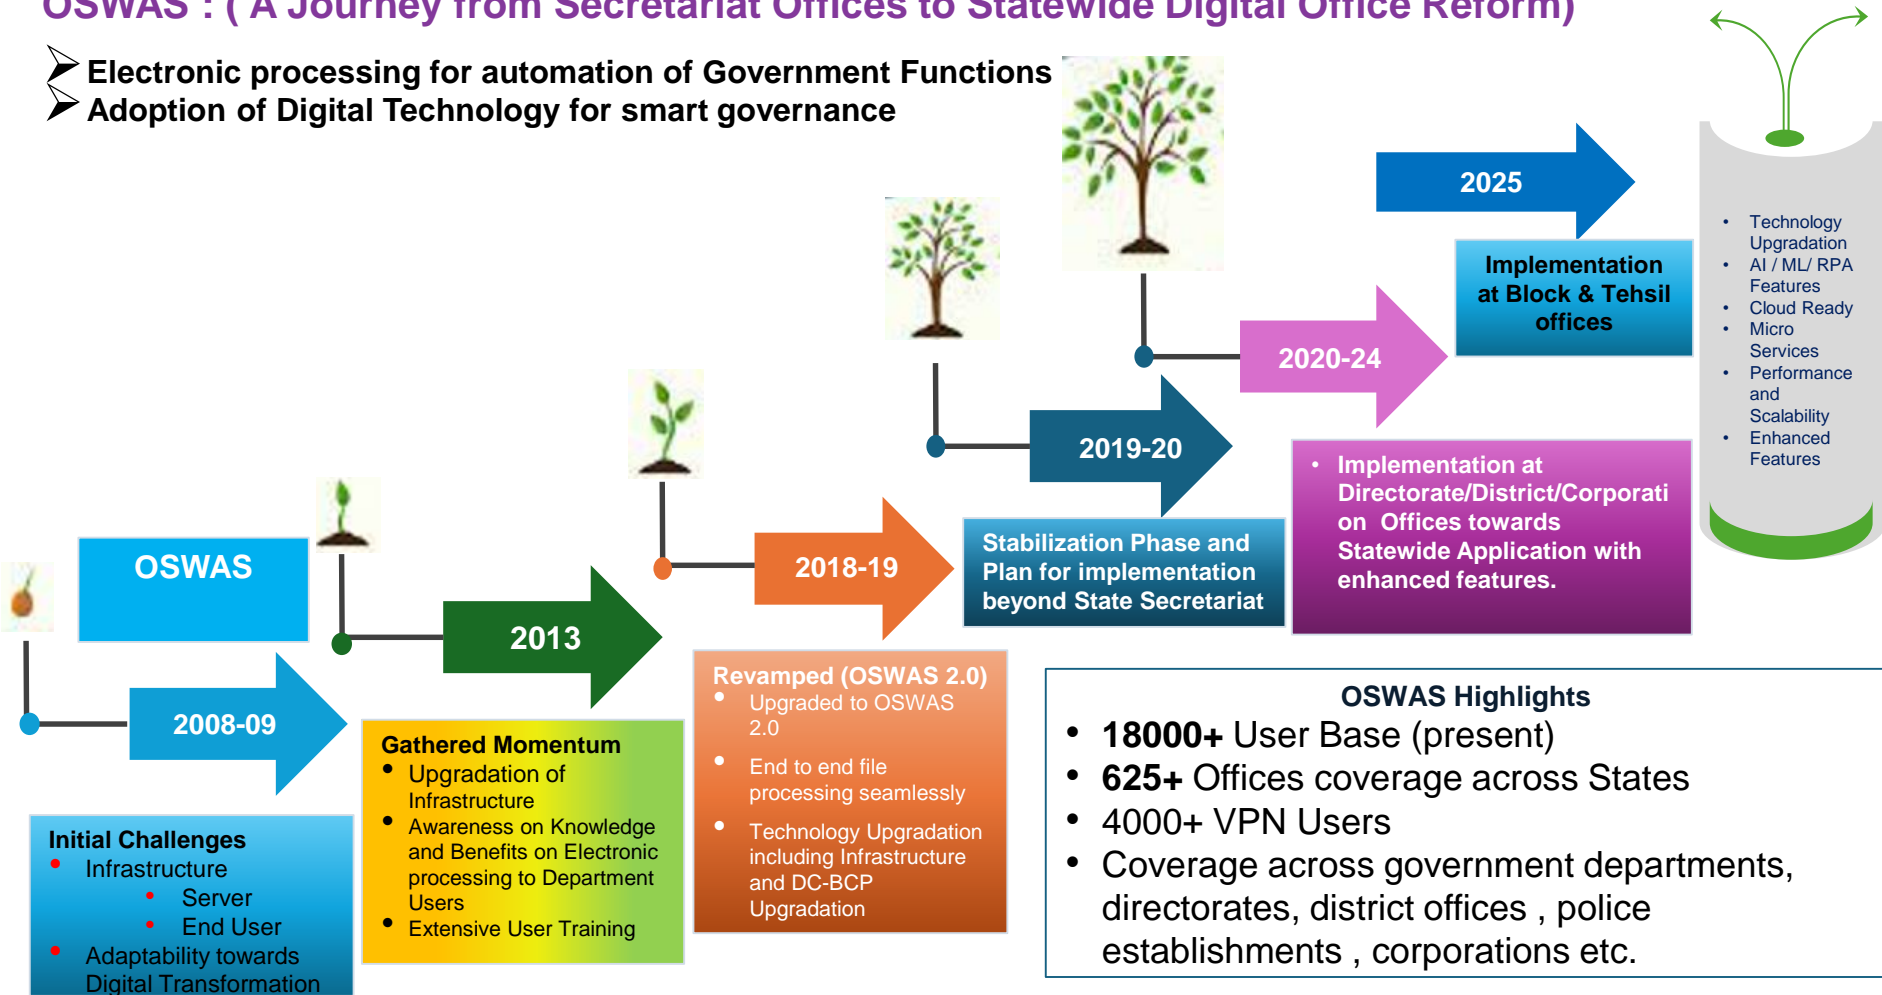 OSWAS : ( A Journey from Secretariat Offices to Statewide Digital Office Reform)
Electronic processing for automation of Government Functions
Adoption of Digital Technology for smart governance
OSWAS
2008-09
Initial Challenges
• Infrastructure
• Server
• End User
• Adaptability towards
Digital Transformation
2013
Gathered Momentum
• Upgradation of
Infrastructure
• Awareness on Knowledge
and Benefits on Electronic
processing to Department
Users
• Extensive User Training
2018-19
Revamped (OSWAS 2.0)
• Upgraded to OSWAS
2.0
• End to end file
processing seamlessly
• Technology Upgradation
including Infrastructure
and DC-BCP
Upgradation
2019-20
Stabilization Phase and
Plan for implementation
beyond State Secretariat
2020-24
• Implementation at
Directorate/District/Corporati
on Offices towards
Statewide Application with
enhanced features.
2025
Implementation
at Block & Tehsil
offices
• Technology
Upgradation
• AI / ML/ RPA
Features
• Cloud Ready
• Micro
Services
• Performance
and
Scalability
• Enhanced
Features
OSWAS Highlights
• 18000+ User Base (present)
• 625+ Offices coverage across States
• 4000+ VPN Users
• Coverage across government departments,
directorates, district offices , police
establishments , corporations etc.